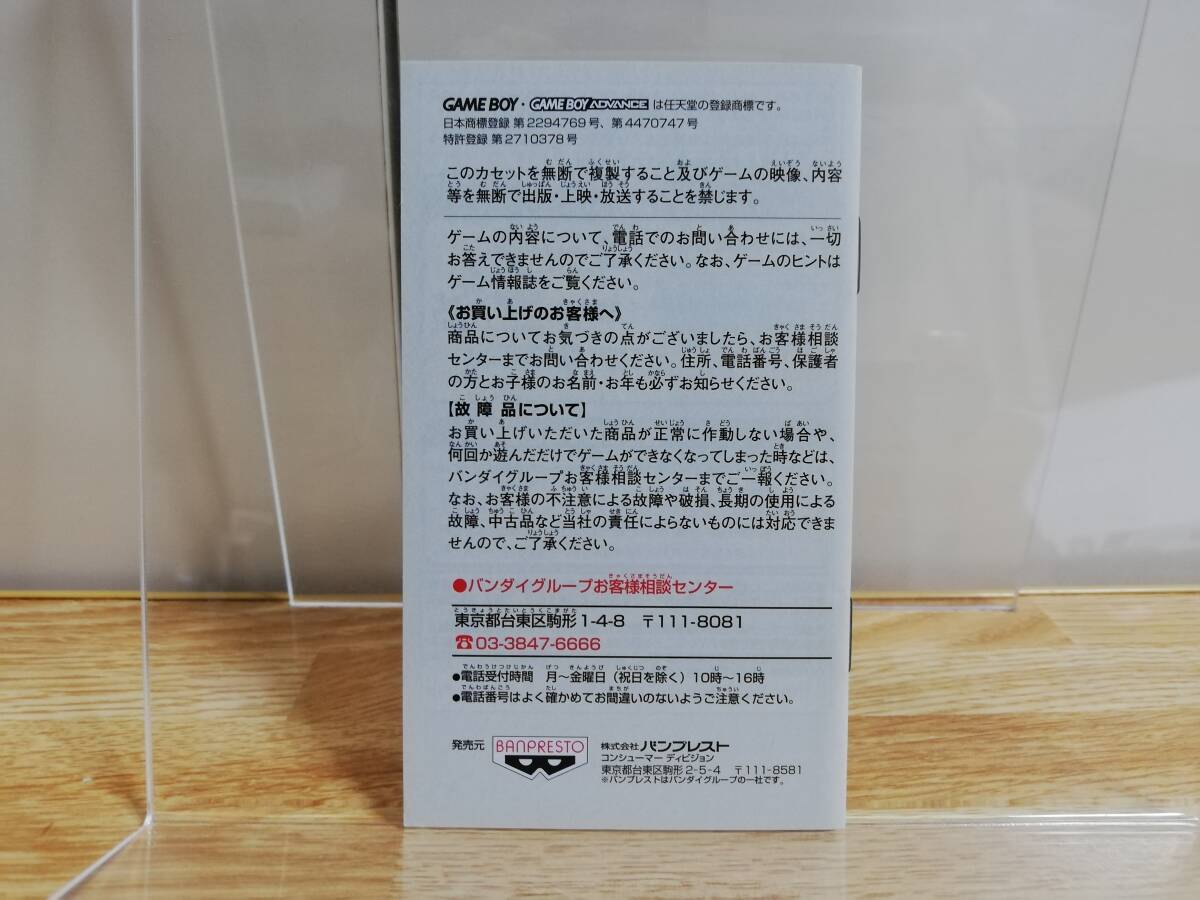 GAME BOY・GAME BOY ADVANCE は任天堂の登録商標です。
日本商標登録 第2294769号、第4470747号
特許登録 第2710378号
このカセットを無断で複製すること及びゲームの映像、内容
等を無断で出版・上映・放送することを禁じます。
ゲームの内容について、電話でのお問い合わせには、一切
お答えできませんのでご了承ください。なお、ゲームのヒントは
ゲーム情報誌をご覧ください。
《お買い上げのお客様へ》
商品についてお気づきの点がございましたら、お客様相談
センターまでお問い合わせください。住所、電話番号、保護者
の方とお子様のお名前・お年も必ずお知らせください。
【故障品について】
お買い上げいただいた商品が正常に作動しない場合や、
何回か遊んだだけでゲームができなくなってしまった時などは、
バンダイグループお客様相談センターまでご一報ください。
なお、お客様の不注意による故障や破損、長期の使用による
故障、中古品など当社の責任によらないものには対応できま
せんので、ご了承ください。
●バンダイグループお客様相談センター
東京都台東区駒形1-4-8 〒111-8081
☎03-3847-6666
●電話受付時間 月〜金曜日（祝日を除く）10時〜16時
●電話番号はよく確かめてお間違いのないようご注意ください。
発売元 BANPRESTO 株式会社 バンプレスト
コンシューマー ディビジョン
東京都台東区駒形2-5-4 〒111-8581
※バンプレストはバンダイグループの一社です。